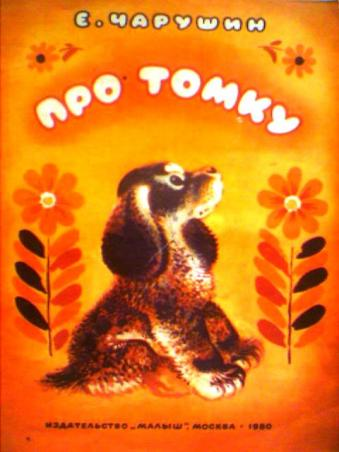 Е. ЧАРУШИН
ПРО ТОМКУ
ИЗДАТЕЛЬСТВО „МАЛЫШ", МОСКВА • 1980